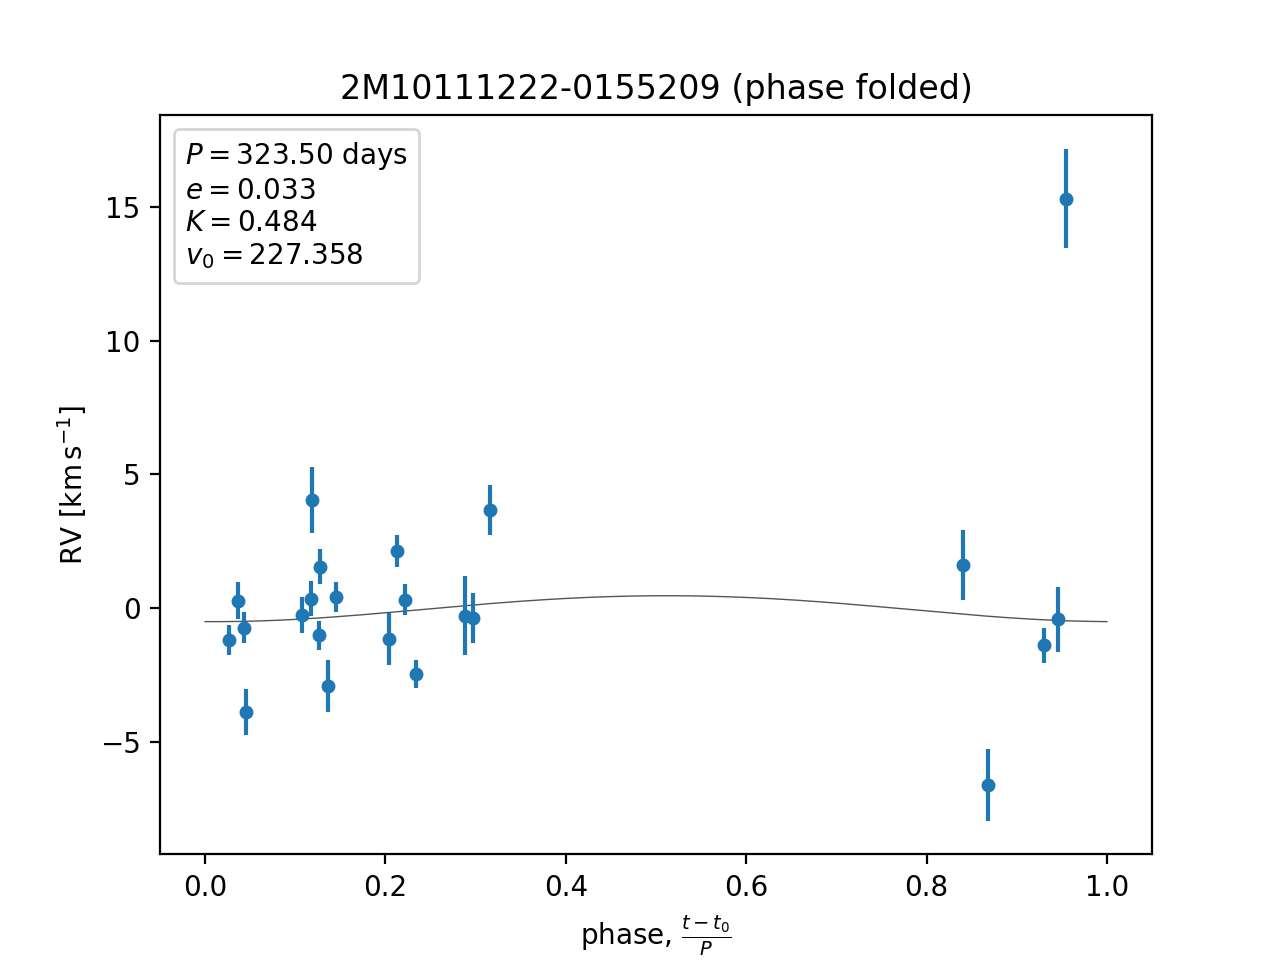 2M10111222-0155209 (phase folded)
P = 323.50 days
e = 0.033
K = 0.484
v₀ = 227.358
15
10
5
0
−5
RV [km s⁻¹]
0.0 0.2 0.4 0.6 0.8 1.0
phase, (t − t₀)/P